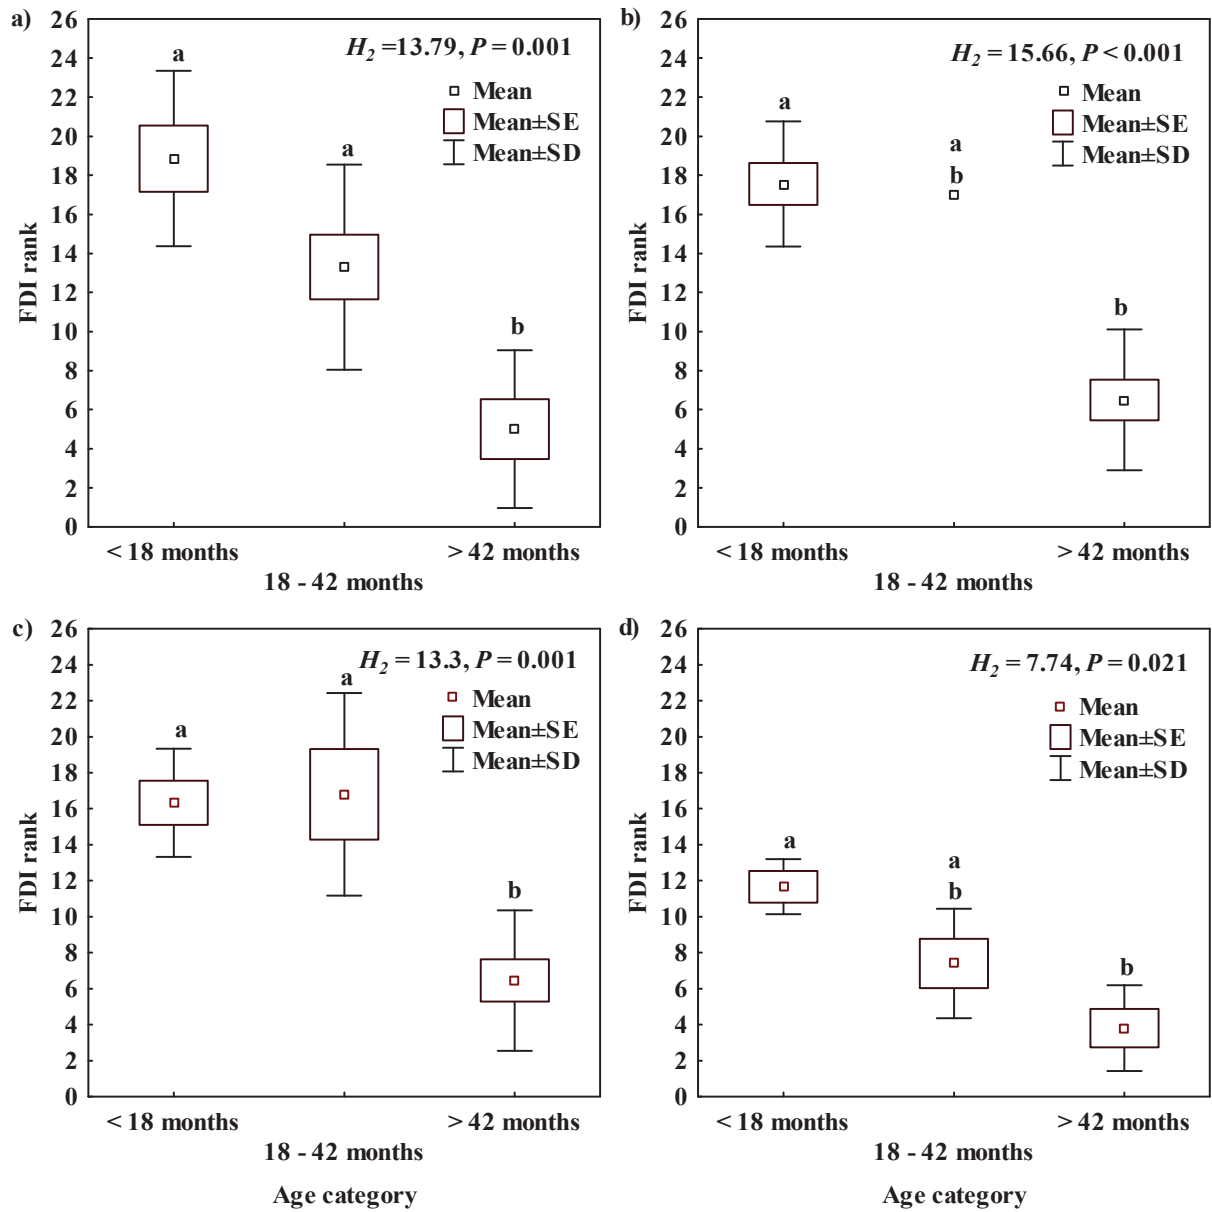 a)
26
24
22
20
18
16
14
12
10
8
6
4
2
0
FDI rank
H2 =13.79, P = 0.001
Mean
Mean±SE
Mean±SD
a
a
b
< 18 months
18 - 42 months
> 42 months
b)
26
24
22
20
18
16
14
12
10
8
6
4
2
0
FDI rank
H2 = 15.66, P < 0.001
Mean
Mean±SE
Mean±SD
a
a
b
b
< 18 months
18 - 42 months
> 42 months
c)
26
24
22
20
18
16
14
12
10
8
6
4
2
0
FDI rank
H2 = 13.3, P = 0.001
Mean
Mean±SE
Mean±SD
a
a
b
< 18 months
18 - 42 months
> 42 months
Age category
d)
26
24
22
20
18
16
14
12
10
8
6
4
2
0
FDI rank
H2 = 7.74, P = 0.021
Mean
Mean±SE
Mean±SD
a
a
b
b
< 18 months
18 - 42 months
> 42 months
Age category